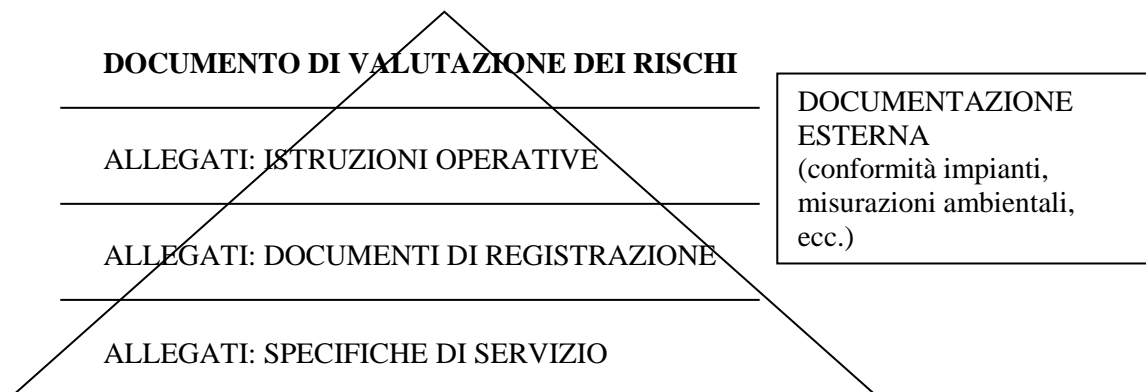 DOCUMENTO DI VALUTAZIONE DEI RISCHI
ALLEGATI: ISTRUZIONI OPERATIVE
ALLEGATI: DOCUMENTI DI REGISTRAZIONE
ALLEGATI: SPECIFICHE DI SERVIZIO
DOCUMENTAZIONE
ESTERNA
(conformità impianti,
misurazioni ambientali,
ecc.)